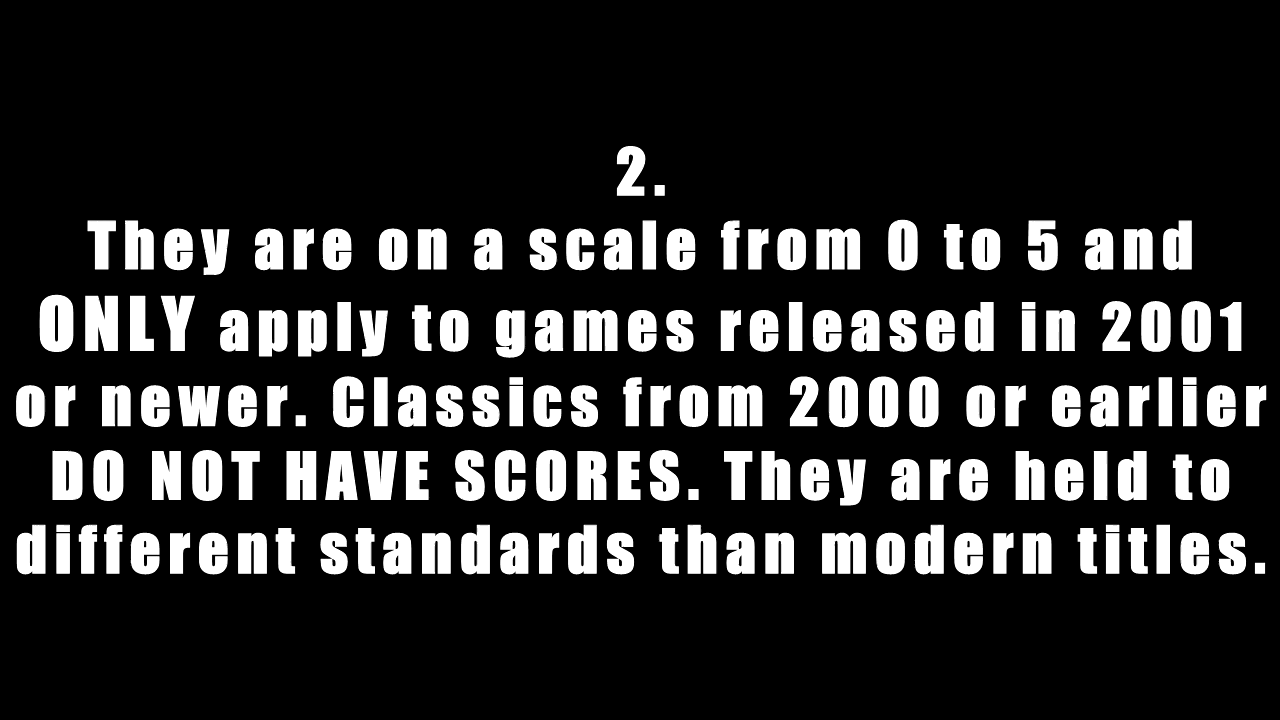 2.
They are on a scale from 0 to 5 and
ONLY apply to games released in 2001
or newer. Classics from 2000 or earlier
DO NOT HAVE SCORES. They are held to
different standards than modern titles.